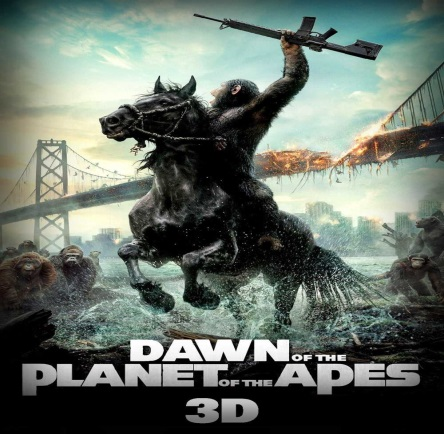 DAWN OF THE
PLANET OF THE APES
3D